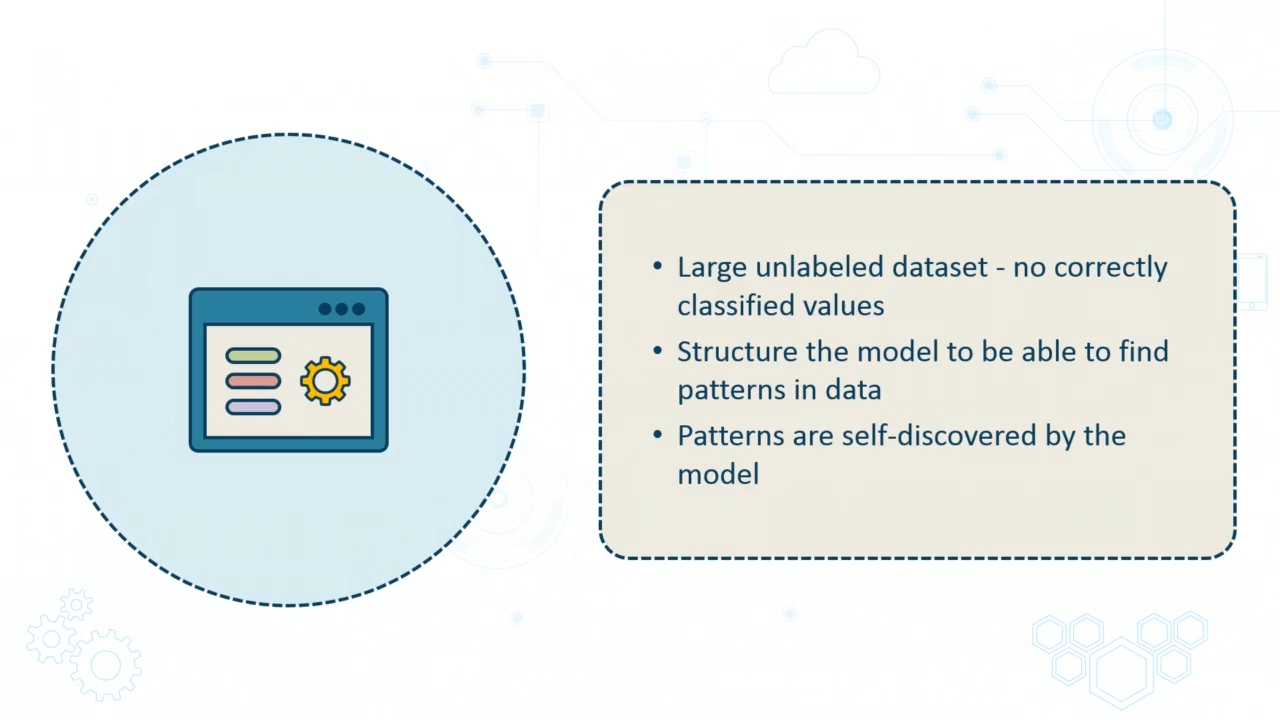 • Large unlabeled dataset - no correctly
classified values
• Structure the model to be able to find
patterns in data
• Patterns are self-discovered by the
model